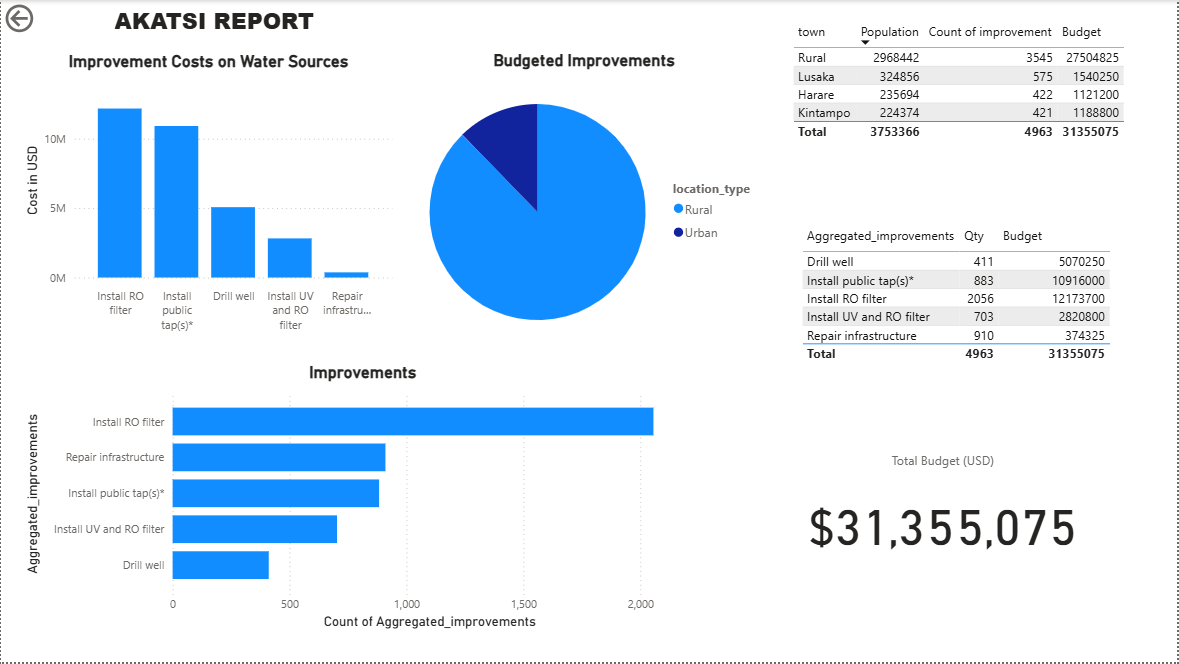 AKATSI REPORT
Improvement Costs on Water Sources
Cost in USD
10M
5M
0M
Install RO
filter
Install
public
tap(s)*
Drill well
Install UV
and RO
filter
Repair
infrastru...
Budgeted Improvements
location_type
Rural
Urban
town Population Count of improvement Budget
Rural 2968442 3545 27504825
Lusaka 324856 575 1540250
Harare 235694 422 1121200
Kintampo 224374 421 1188800
Total 3753366 4963 31355075
Aggregated_improvements Qty Budget
Drill well 411 5070250
Install public tap(s)* 883 10916000
Install RO filter 2056 12173700
Install UV and RO filter 703 2820800
Repair infrastructure 910 374325
Total 4963 31355075
Improvements
Aggregated_improvements
Install RO filter
Repair infrastructure
Install public tap(s)*
Install UV and RO filter
Drill well
0 500 1,000 1,500 2,000
Count of Aggregated_improvements
Total Budget (USD)
$31,355,075